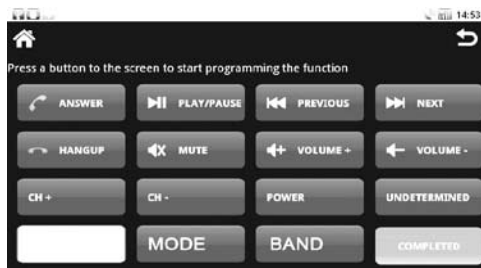 14:53
Press a button to the screen to start programming the function
ANSWER PLAY/PAUSE PREVIOUS NEXT
HANGUP MUTE VOLUME + VOLUME -
CH + CH - POWER UNDETERMINED
MODE BAND COMPLETED